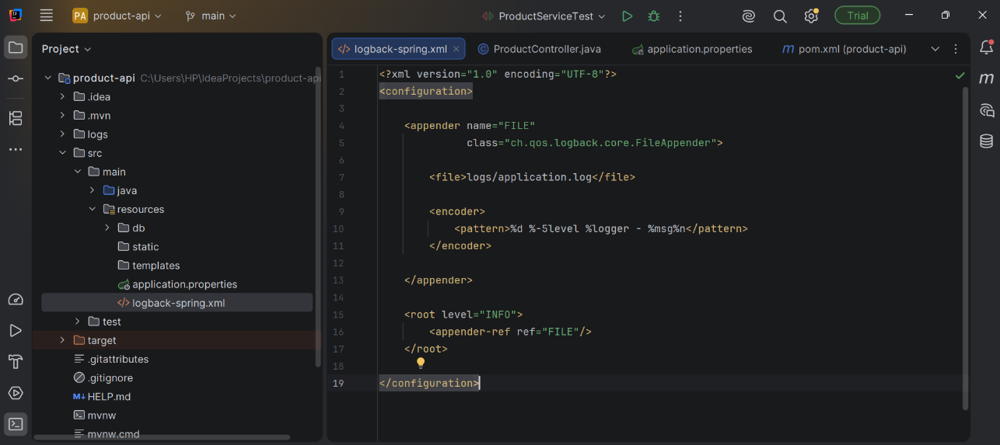 PA product-api main ProductServiceTest Trial
Project
product-api C:\Users\HP\IdeaProjects\product-api
.idea
.mvn
logs
src
main
java
resources
db
static
templates
application.properties
logback-spring.xml
test
target
.gitattributes
.gitignore
M↓ HELP.md
mvnw
mvnw.cmd
</> logback-spring.xml ProductController.java application.properties m pom.xml (product-api)
1 <?xml version="1.0" encoding="UTF-8"?>
2 <configuration>
3
4 <appender name="FILE"
5 class="ch.qos.logback.core.FileAppender">
6
7 <file>logs/application.log</file>
8
9 <encoder>
10 <pattern>%d %-5level %logger - %msg%n</pattern>
11 </encoder>
12
13 </appender>
14
15 <root level="INFO">
16 <appender-ref ref="FILE"/>
17 </root>
18
19 </configuration>
m